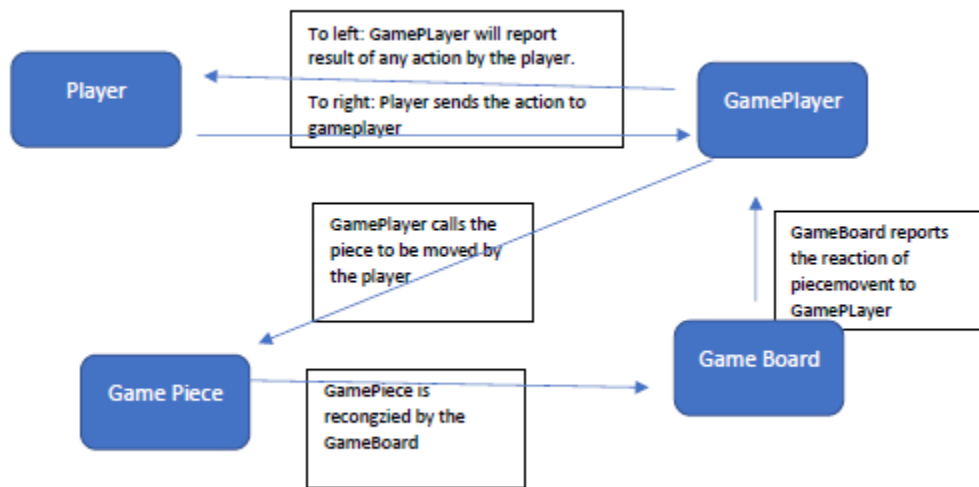 To left: GamePLayer will report
result of any action by the player.
To right: Player sends the action to
gameplayer
Player
GamePlayer
GamePlayer calls the
piece to be moved by
the player
GameBoard reports
the reaction of
piecemovent to
GamePLayer
Game Piece
GamePiece is
recongzied by the
GameBoard
Game Board